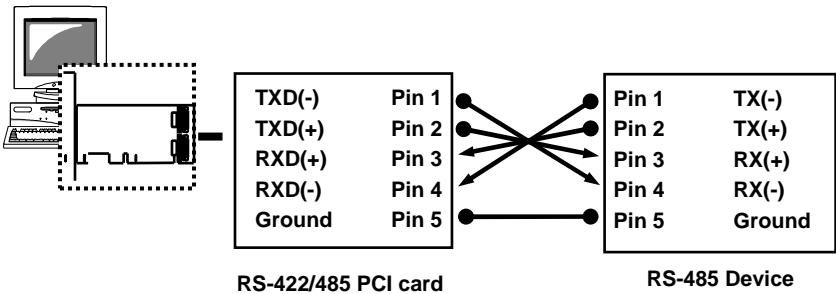 TXD(-) Pin 1
TXD(+) Pin 2
RXD(+) Pin 3
RXD(-) Pin 4
Ground Pin 5
RS-422/485 PCI card
Pin 1 TX(-)
Pin 2 TX(+)
Pin 3 RX(+)
Pin 4 RX(-)
Pin 5 Ground
RS-485 Device